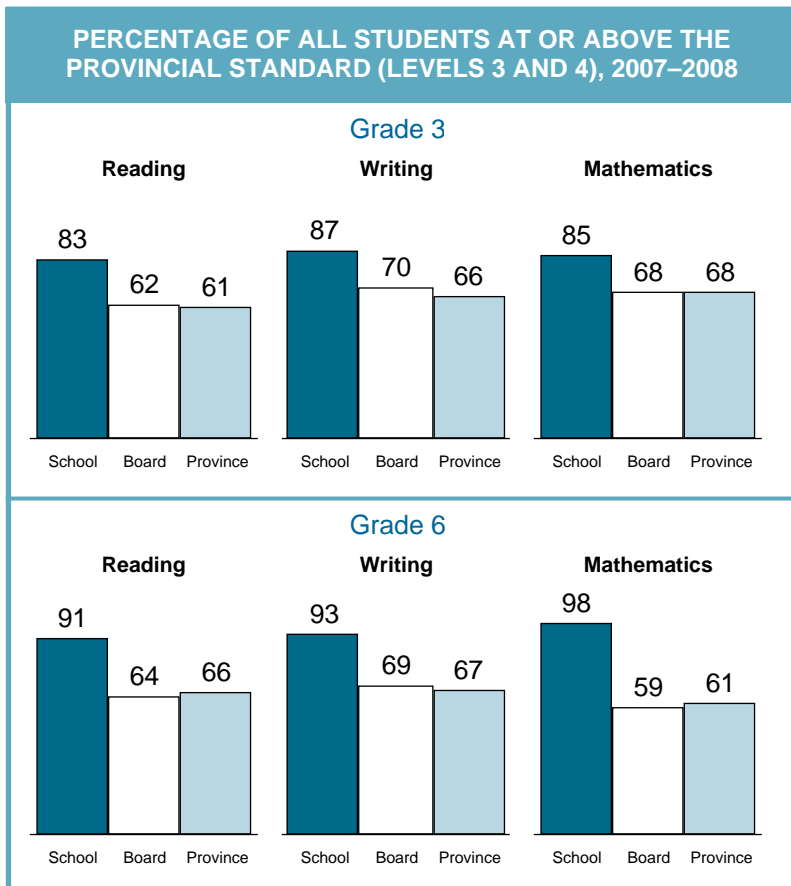 PERCENTAGE OF ALL STUDENTS AT OR ABOVE THE
PROVINCIAL STANDARD (LEVELS 3 AND 4), 2007–2008
Grade 3
Reading
83
62
61
School Board Province
Writing
87
70
66
School Board Province
Mathematics
85
68
68
School Board Province
Grade 6
Reading
91
64
66
School Board Province
Writing
93
69
67
School Board Province
Mathematics
98
59
61
School Board Province